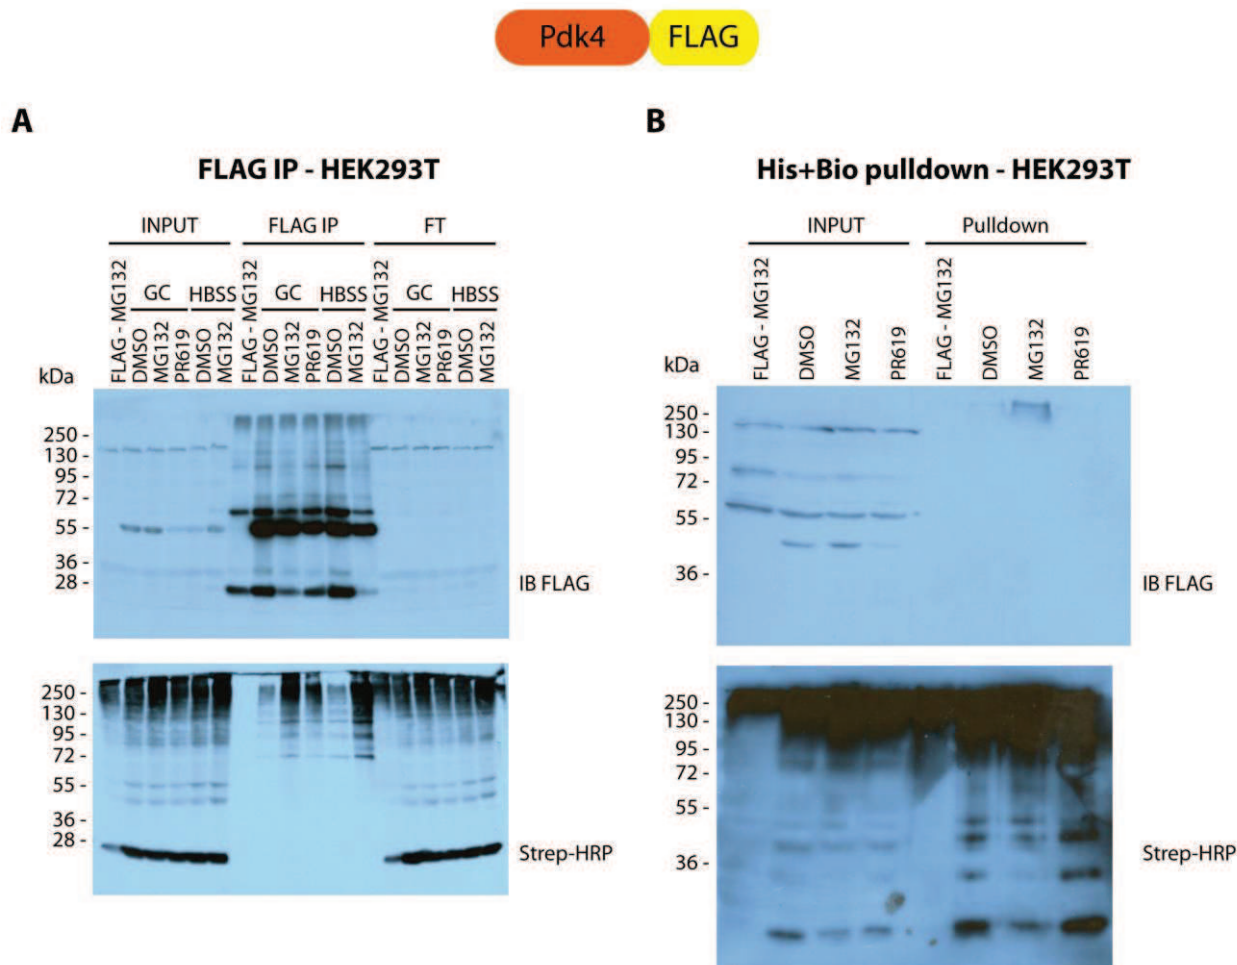 Pdk4 FLAG
A
FLAG IP - HEK293T
INPUT FLAG IP FT
GC HBSS GC HBSS GC HBSS
FLAG - MG132 DMSO MG132 PR619 DMSO MG132 FLAG - MG132 DMSO MG132 PR619 DMSO MG132 FLAG - MG132 DMSO MG132 PR619 DMSO MG132
kDa
250 -
130 -
95 -
72 -
55 -
36 -
28 -
IB FLAG
250 -
130 -
95 -
72 -
55 -
36 -
28 -
Strep-HRP
B
His+Bio pulldown - HEK293T
INPUT Pulldown
FLAG - MG132 DMSO MG132 PR619 FLAG - MG132 DMSO MG132 PR619
kDa
250 -
130 -
95 -
72 -
55 -
36 -
IB FLAG
250 -
130 -
95 -
72 -
55 -
36 -
Strep-HRP